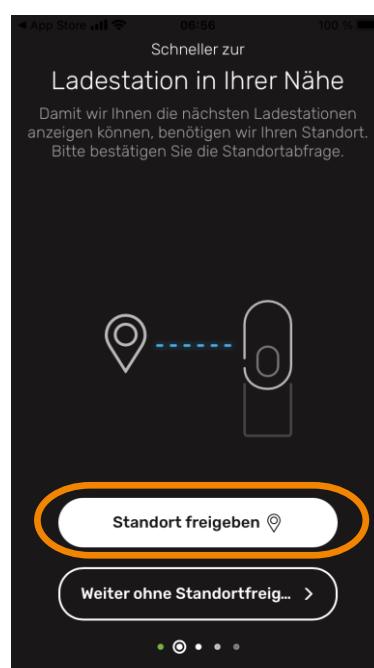 App Store 06:56 100 %
Schneller zur
Ladestation in Ihrer Nähe
Damit wir Ihnen die nächsten Ladestationen
anzeigen können, benötigen wir Ihren Standort.
Bitte bestätigen Sie die Standortabfrage.
Standort freigeben
Weiter ohne Standortfreig...